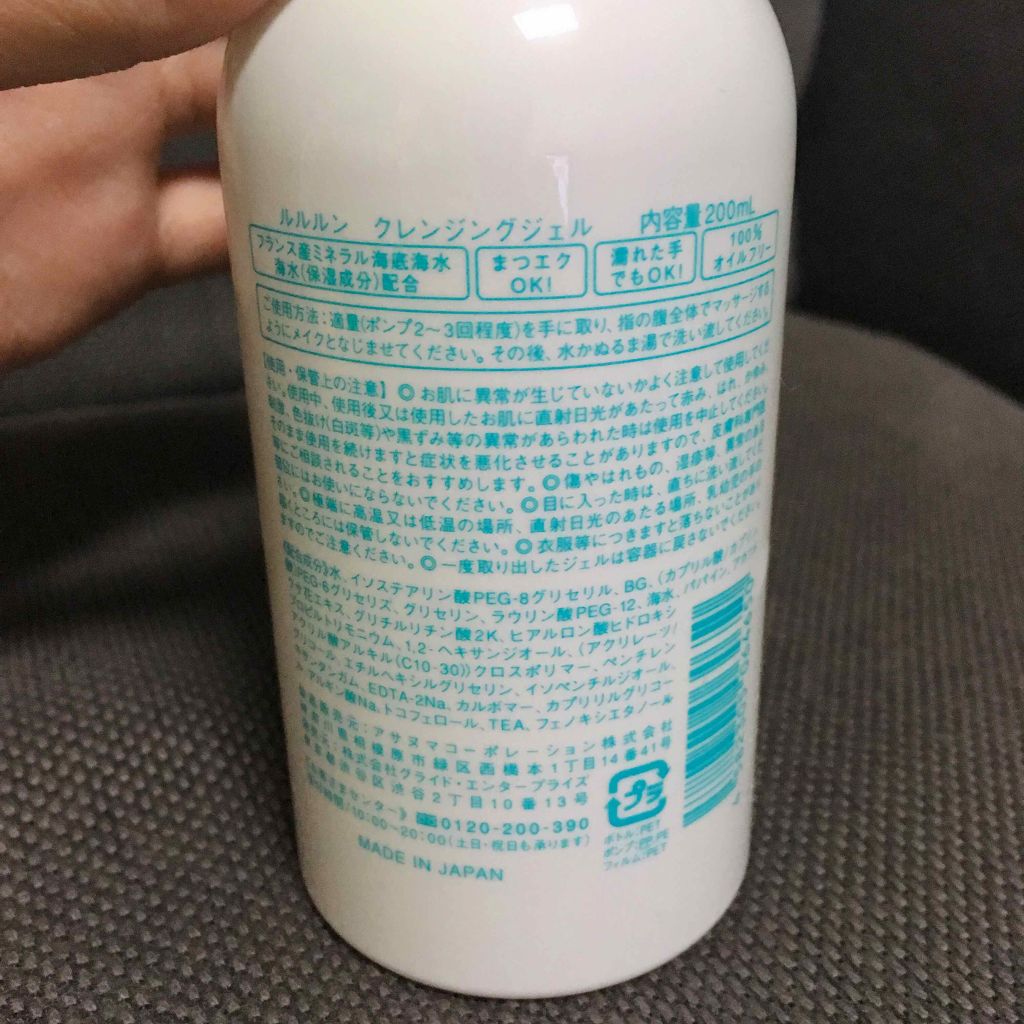 ルルルン クレンジングジェル 内容量200mL
フランス産ミネラル海底海水
海水(保湿成分)配合
まつエク
OK!
濡れた手
でもOK!
100%
オイルフリー
ご使用方法:適量(ポンプ2〜3回程度)を手に取り、指の腹全体でマッサージする
ようにメイクとなじませてください。その後、水かぬるま湯で洗い流してください。
【使用・保管上の注意】◎お肌に異常が生じていないかよく注意して使用してくだ
さい。使用中、使用後又は使用したお肌に直射日光があたって赤み、はれ、かゆみ、
刺激、色抜け(白斑等)や黒ずみ等の異常があらわれた時は使用を中止してください。
そのまま使用を続けますと症状を悪化させることがありますので、皮膚科専門医
等にご相談されることをおすすめします。◎傷やはれもの、湿疹等、異常のある
部位にはお使いにならないでください。◎目に入った時は、直ちに洗い流してくだ
さい。◎極端に高温又は低温の場所、直射日光のあたる場所、乳幼児の手の
届くところには保管しないでください。◎衣服等につきますと落ちないことがあり
ますのでご注意ください。◎一度取り出したジェルは容器に戻さないでください。
水、イソステアリン酸PEG-8グリセリル、BG、(カプリル酸/カプリン
酸)PEG-6グリセリズ、グリセリン、ラウリン酸PEG-12、海水、パパイン、
花エキス、グリチルリチン酸2K、ヒアルロン酸ヒドロキシ
プロピルトリモニウム、1,2-ヘキサンジオール、(アクリレーツ/
アクリル酸アルキル(C10-30))クロスポリマー、ペンチレン
グリコール、エチルヘキシルグリセリン、イソペンチルジオール、
キサンタンガム、EDTA-2Na、カルボマー、カプリリルグリコー
ル、アルギン酸Na、トコフェロール、TEA、フェノキシエタノール
製造販売元:アサヌマコーポレーション株式会社
神奈川県相模原市緑区西橋本1丁目14番41号
株式会社グライド・エンタープライズ
東京都渋谷区渋谷2丁目10番13号
お客さまセンター》0120-200-390
10:00〜20:00(土日・祝日も承ります)
MADE IN JAPAN
プラ
ボトル:PET
ポンプ:PP,PE
フィルム:PET